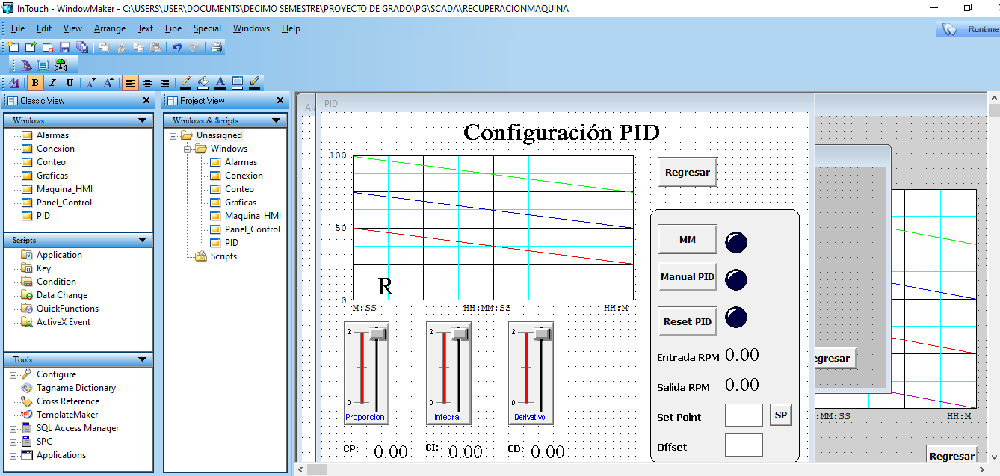 InTouch - WindowMaker - C:\USERS\USER\DOCUMENTS\DECIMO SEMESTRE\PROYECTO DE GRADO\PG\SCADA\RECUPERACIONMAQUINA
File Edit View Arrange Text Line Special Windows Help
Runtime
B I U A A A
Classic View
Windows
Alarmas
Conexion
Conteo
Graficas
Maquina_HMI
Panel_Control
PID
Scripts
Application
Key
Condition
Data Change
QuickFunctions
ActiveX Event
Tools
Configure
Tagname Dictionary
Cross Reference
TemplateMaker
SQL Access Manager
SPC
Applications
Project View
Windows & Scripts
Unassigned
Windows
Alarmas
Conexion
Conteo
Graficas
Maquina_HMI
Panel_Control
PID
Scripts
Ala
PID
Configuración PID
100
50
0
R
M:SS HH:MM:SS HH:M
Regresar
MM
Manual PID
Reset PID
Entrada RPM 0.00
Salida RPM 0.00
Set Point SP
Offset
2
0
Proporcion
2
0
Integral
2
0
Derivativo
CP: 0.00 CI: 0.00 CD: 0.00
egresar
:MM:SS HH:M
Regresar